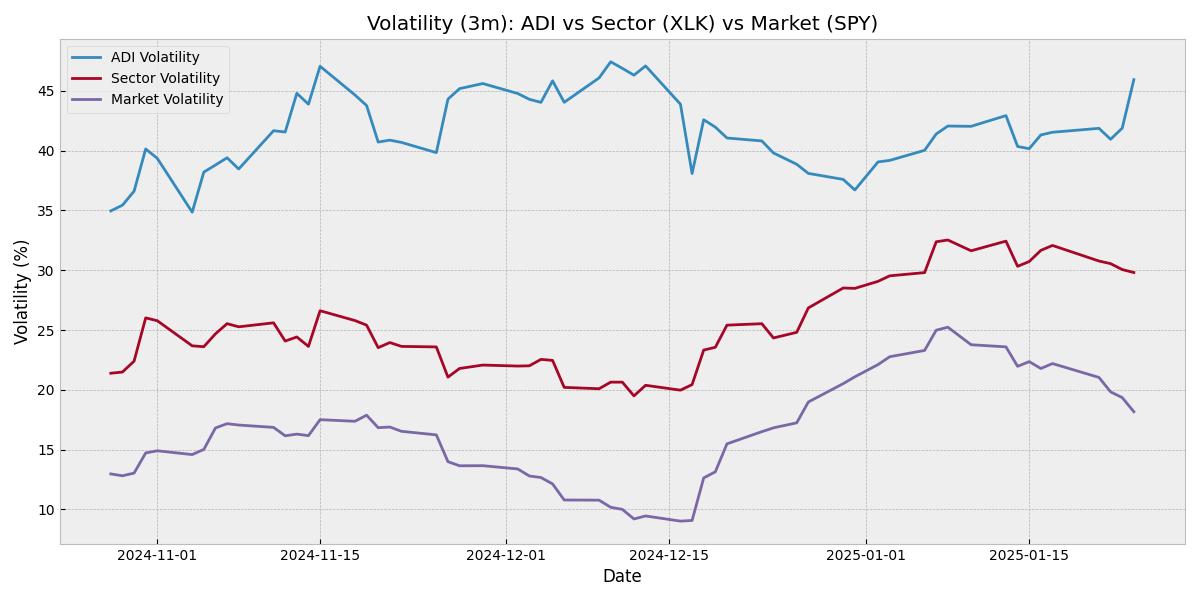 Volatility (3m): ADI vs Sector (XLK) vs Market (SPY)
ADI Volatility
Sector Volatility
Market Volatility
Volatility (%)
45
40
35
30
25
20
15
10
2024-11-01
2024-11-15
2024-12-01
2024-12-15
2025-01-01
2025-01-15
Date